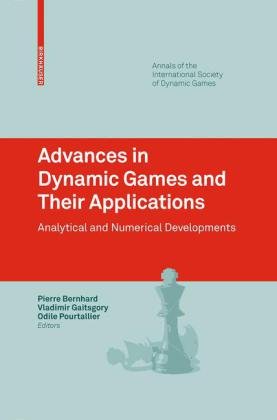 BIRKHÄUSER
Annals of the
International Society
of Dynamic Games
Advances in
Dynamic Games and
Their Applications
Analytical and Numerical Developments
Pierre Bernhard
Vladimir Gaitsgory
Odile Pourtallier
Editors